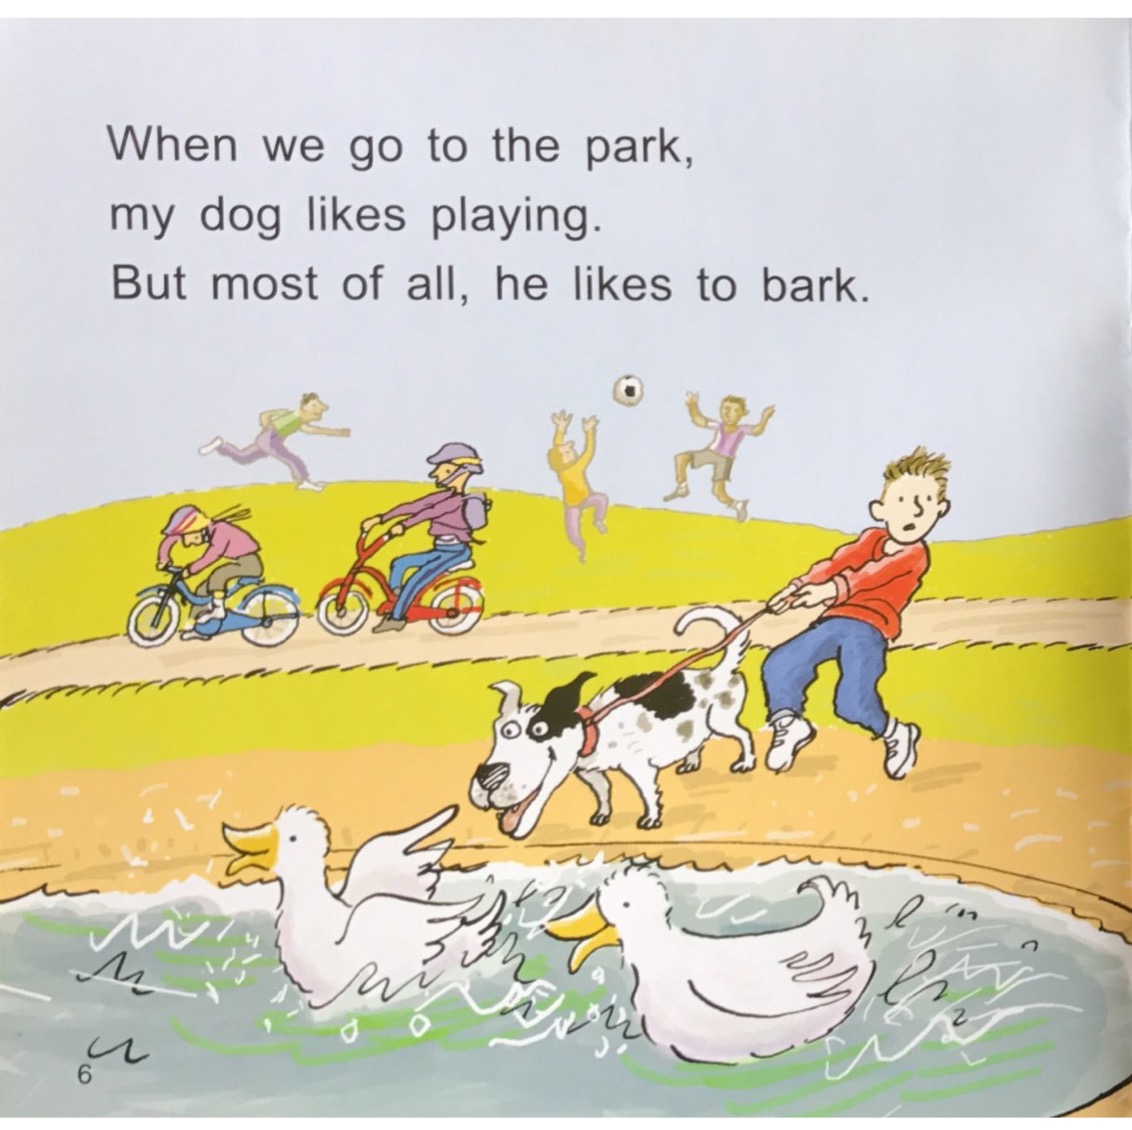 When we go to the park,
my dog likes playing.
But most of all, he likes to bark.
6